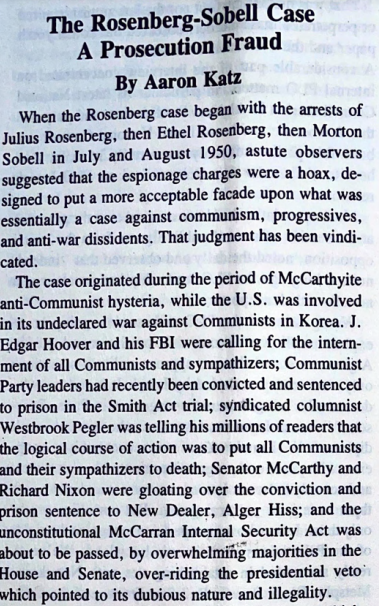 The Rosenberg-Sobell Case
A Prosecution Fraud
By Aaron Katz
When the Rosenberg case began with the arrests of
Julius Rosenberg, then Ethel Rosenberg, then Morton
Sobell in July and August 1950, astute observers
suggested that the espionage charges were a hoax, de-
signed to put a more acceptable facade upon what was
essentially a case against communism, progressives,
and anti-war dissidents. That judgment has been vindi-
cated.
The case originated during the period of McCarthyite
anti-Communist hysteria, while the U.S. was involved
in its undeclared war against Communists in Korea. J.
Edgar Hoover and his FBI were calling for the intern-
ment of all Communists and sympathizers; Communist
Party leaders had recently been convicted and sentenced
to prison in the Smith Act trial; syndicated columnist
Westbrook Pegler was telling his millions of readers that
the logical course of action was to put all Communists
and their sympathizers to death; Senator McCarthy and
Richard Nixon were gloating over the conviction and
prison sentence to New Dealer, Alger Hiss; and the
unconstitutional McCarran Internal Security Act was
about to be passed, by overwhelming majorities in the
House and Senate, over-riding the presidential veto
which pointed to its dubious nature and illegality.